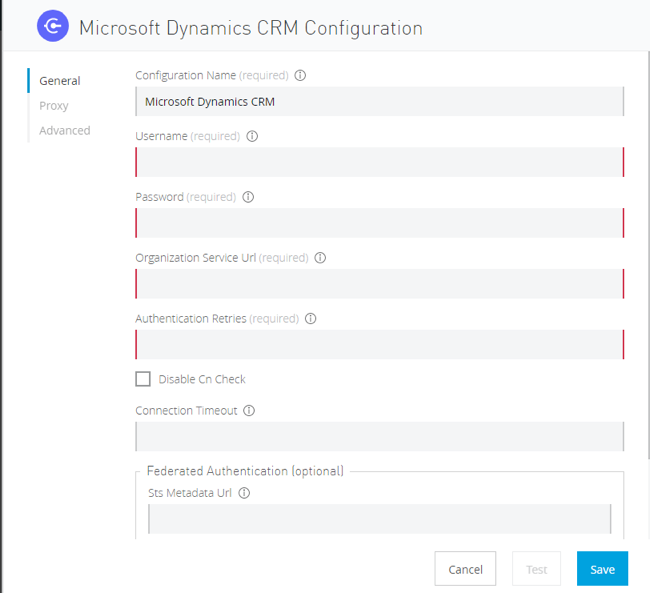 Microsoft Dynamics CRM Configuration
General
Proxy
Advanced
Configuration Name (required)
Microsoft Dynamics CRM
Username (required)
Password (required)
Organization Service Url (required)
Authentication Retries (required)
Disable Cn Check
Connection Timeout
Federated Authentication (optional)
Sts Metadata Url
Cancel
Test
Save